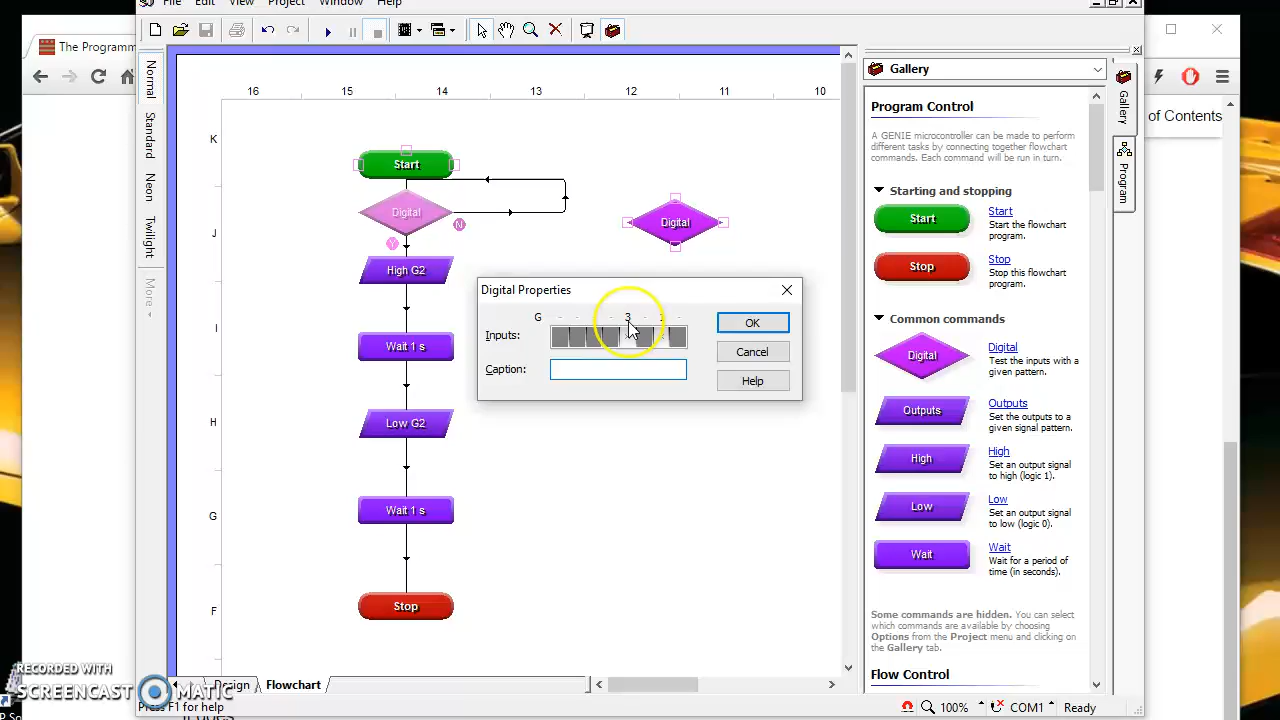 Edit View Project Window Help
The Programm
of Contents
Normal
Standard
Neon
Twilight
More
16 15 14 13 12 11 10
K
J
I
H
G
F
Start
Digital
N
Y
High G2
Wait 1 s
Low G2
Wait 1 s
Stop
Digital
Digital Properties
G - - - - 3 - 1 -
Inputs:
Caption:
OK
Cancel
Help
Gallery
Gallery
Program
Program Control
A GENIE microcontroller can be made to perform
different tasks by connecting together flowchart
commands. Each command will be run in turn.
Starting and stopping
Start
Start
Start the flowchart
program.
Stop
Stop
Stop this flowchart
program.
Common commands
Digital
Digital
Test the inputs with a
given pattern.
Outputs
Outputs
Set the outputs to a
given signal pattern.
High
High
Set an output signal
to high (logic 1).
Low
Low
Set an output signal
to low (logic 0).
Wait
Wait
Wait for a period of
time (in seconds).
Some commands are hidden. You can select
which commands are available by choosing
Options from the Project menu and clicking on
the Gallery tab.
Flow Control
Design Flowchart
Press F1 for help
100% COM1 Ready
RECORDED WITH
SCREENCAST MATIC
it does